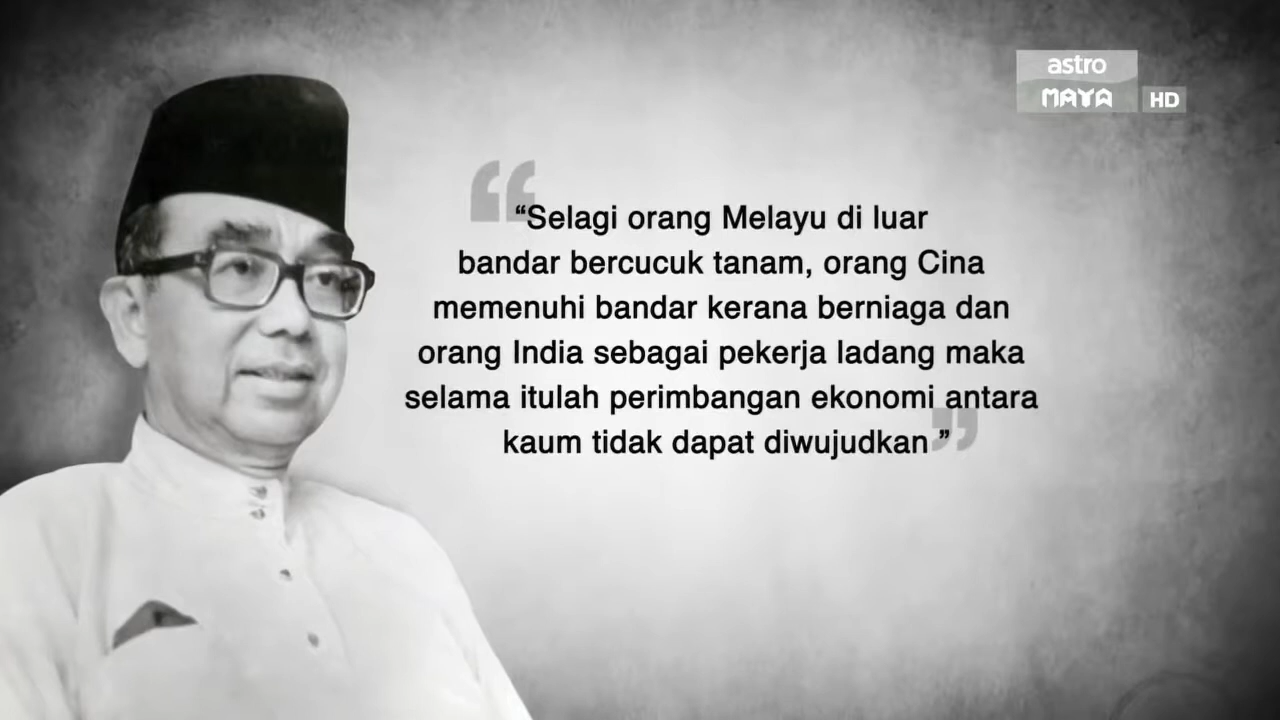 astro
MAYA HD
“Selagi orang Melayu di luar
bandar bercucuk tanam, orang Cina
memenuhi bandar kerana berniaga dan
orang India sebagai pekerja ladang maka
selama itulah perimbangan ekonomi antara
kaum tidak dapat diwujudkan ”